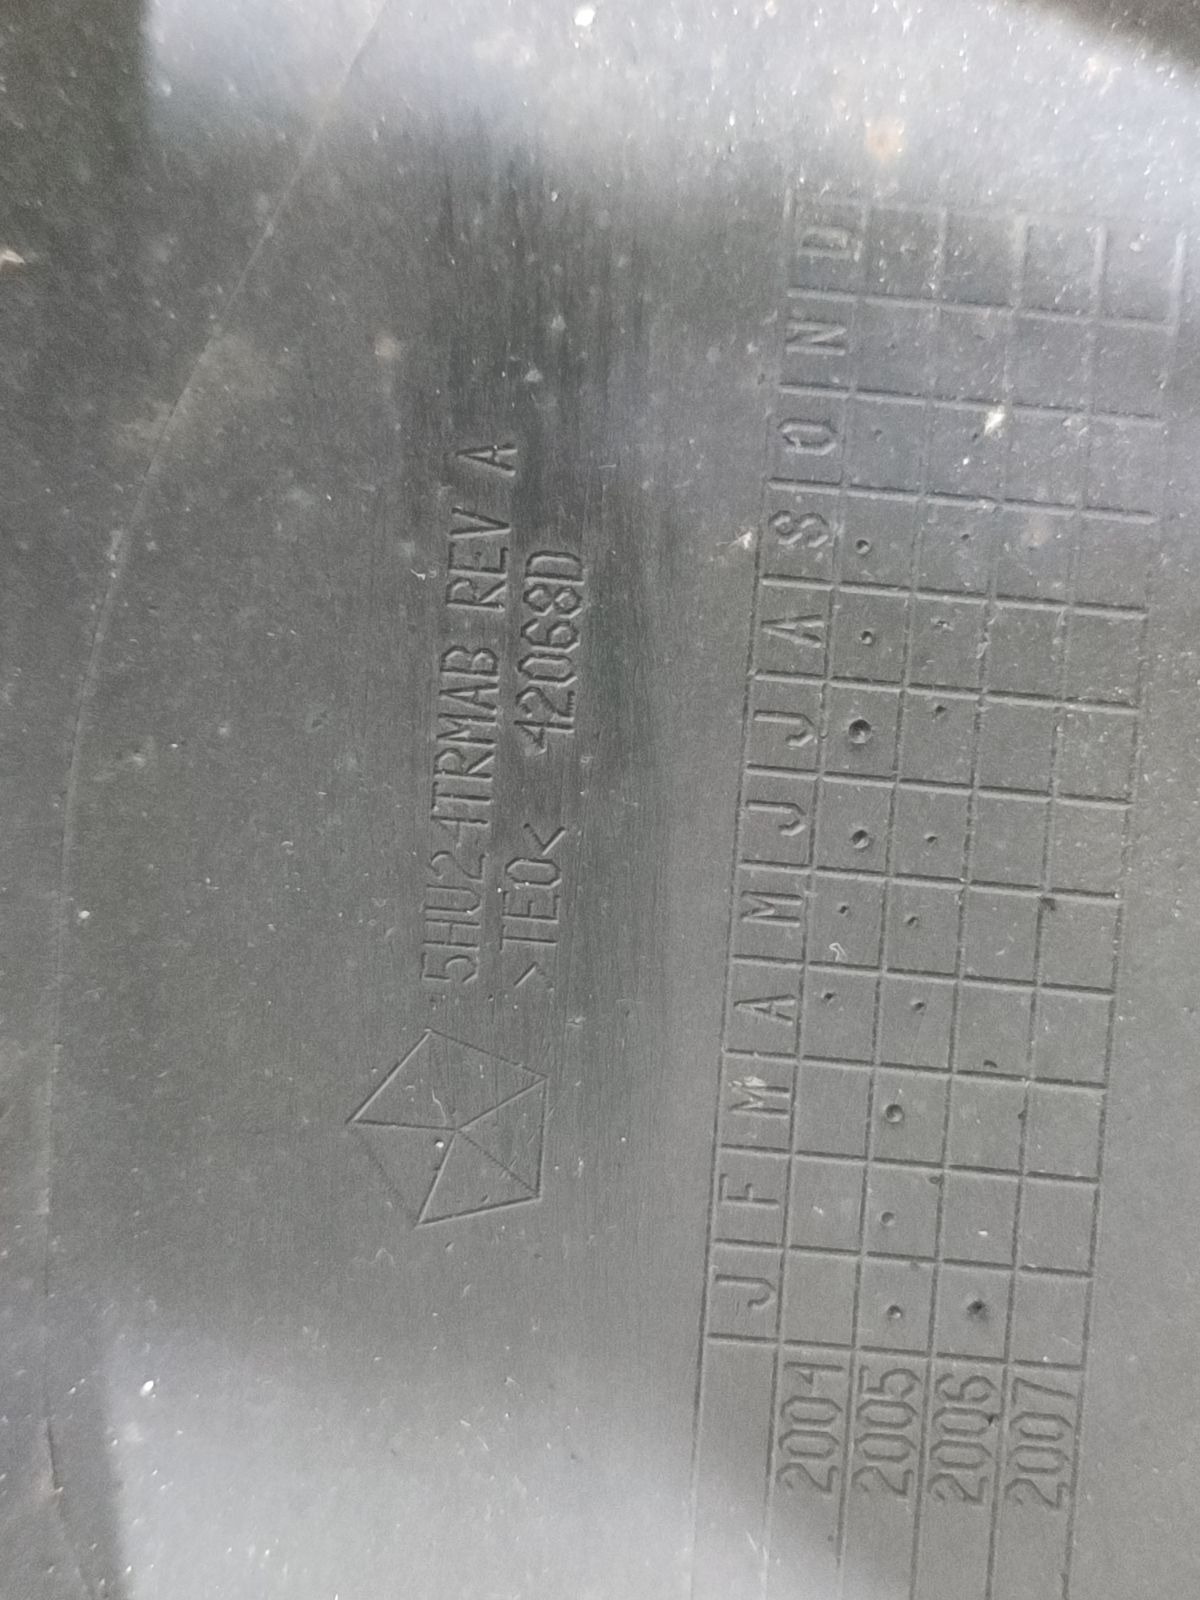 5HU24TRMAB REV A
>TEO< 42068D
J F M A M J J A S O N D
2004
2005
2006
2007